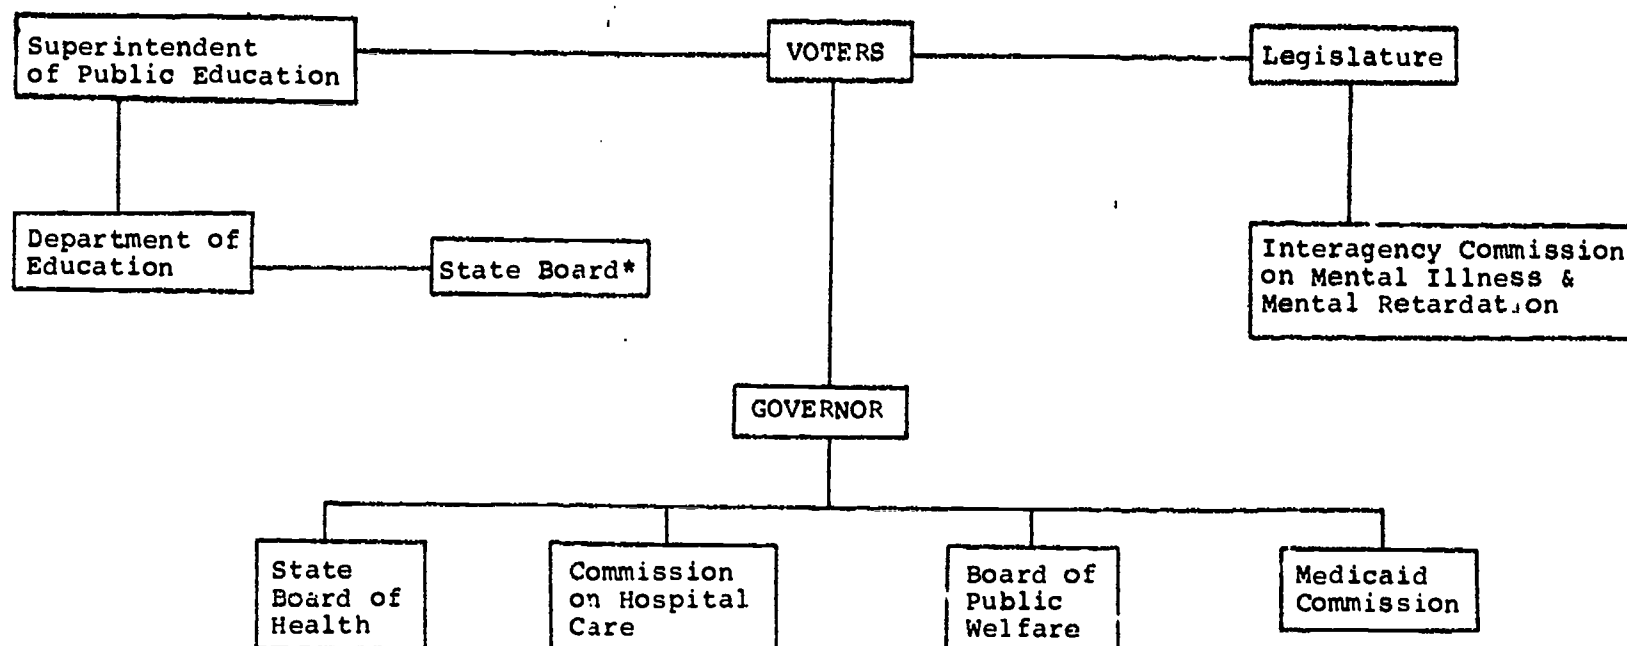 Superintendent
of Public Education
VOTERS
Legislature
Department of
Education
State Board*
Interagency Commission
on Mental Illness &
Mental Retardation
GOVERNOR
State
Board of
Health
Commission
on Hospital
Care
Board of
Public
Welfare
Medicaid
Commission